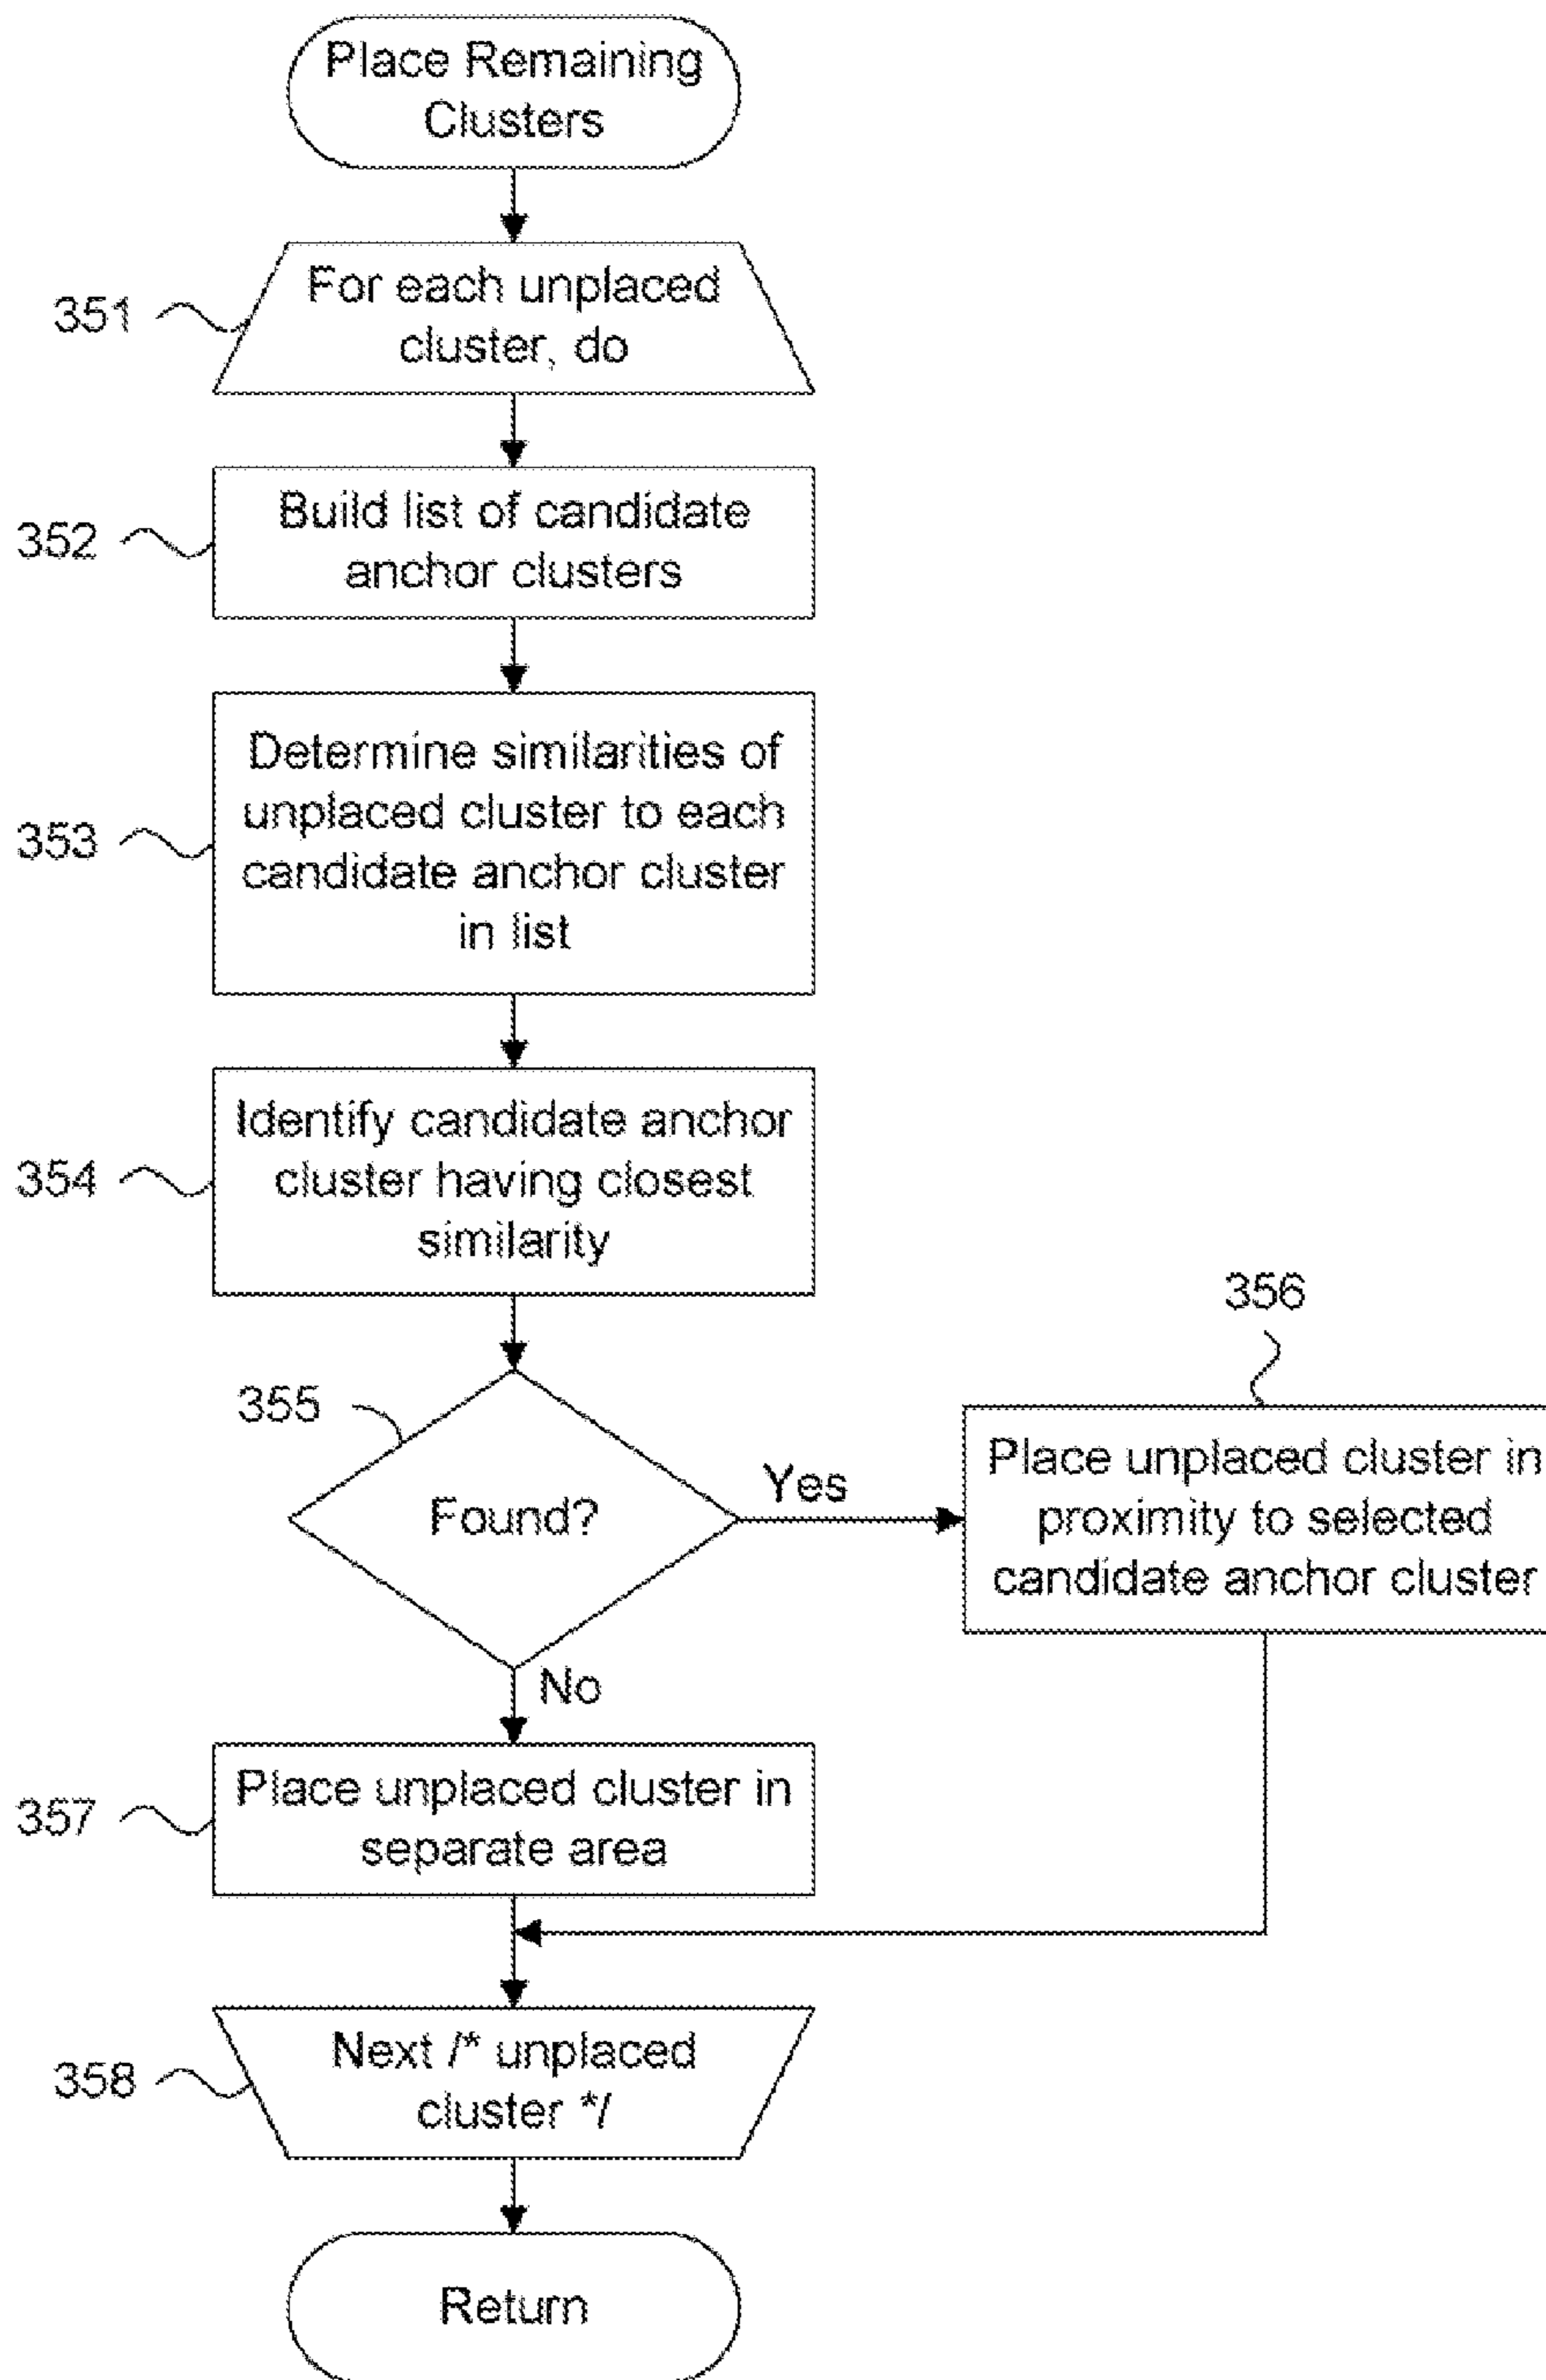 Place Remaining
Clusters
351
For each unplaced
cluster, do
352
Build list of candidate
anchor clusters
353
Determine similarities of
unplaced cluster to each
candidate anchor cluster
in list
354
Identify candidate anchor
cluster having closest
similarity
355
Found?
Yes
356
Place unplaced cluster in
proximity to selected
candidate anchor cluster
No
357
Place unplaced cluster in
separate area
358
Next /* unplaced
cluster */
Return